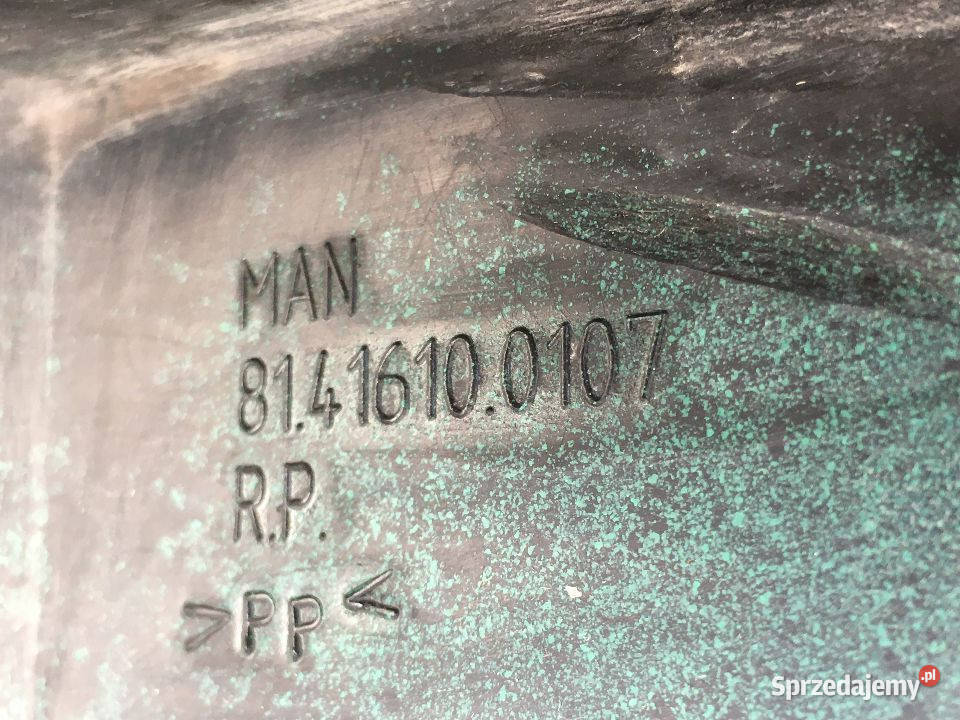 MAN
81.41610.0107
R.P.
>PP<
Sprzedajemy.pl